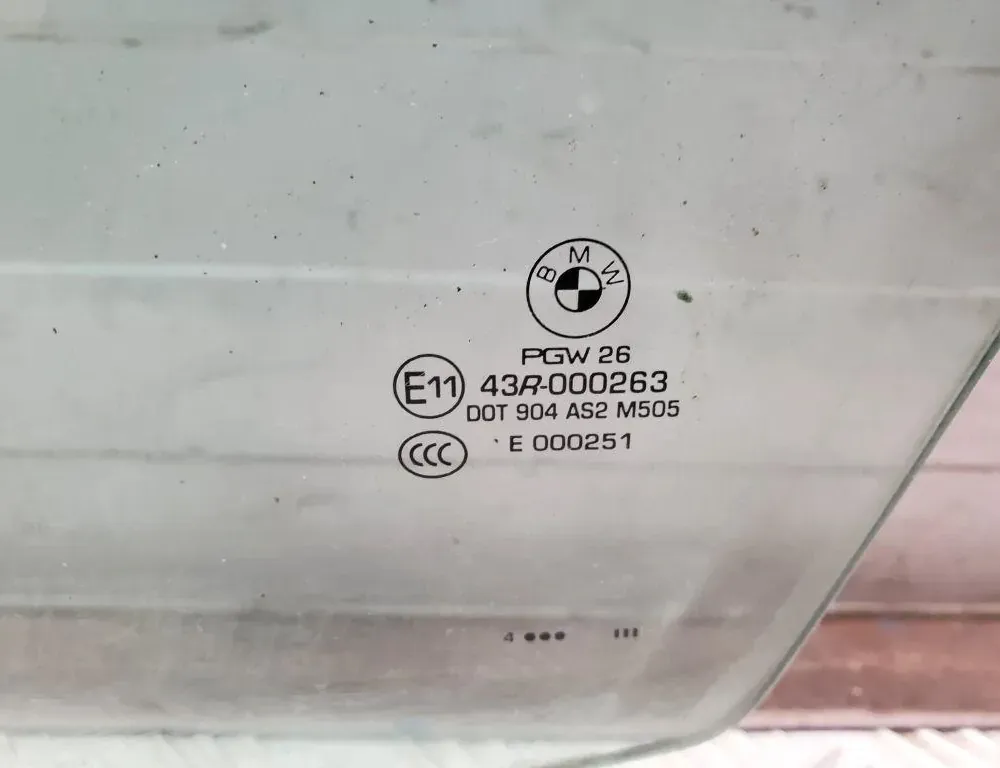 BMW
PGW 26
E11 43R-000263
DOT 904 AS2 M505
CCC E 000251
4 ●●● III